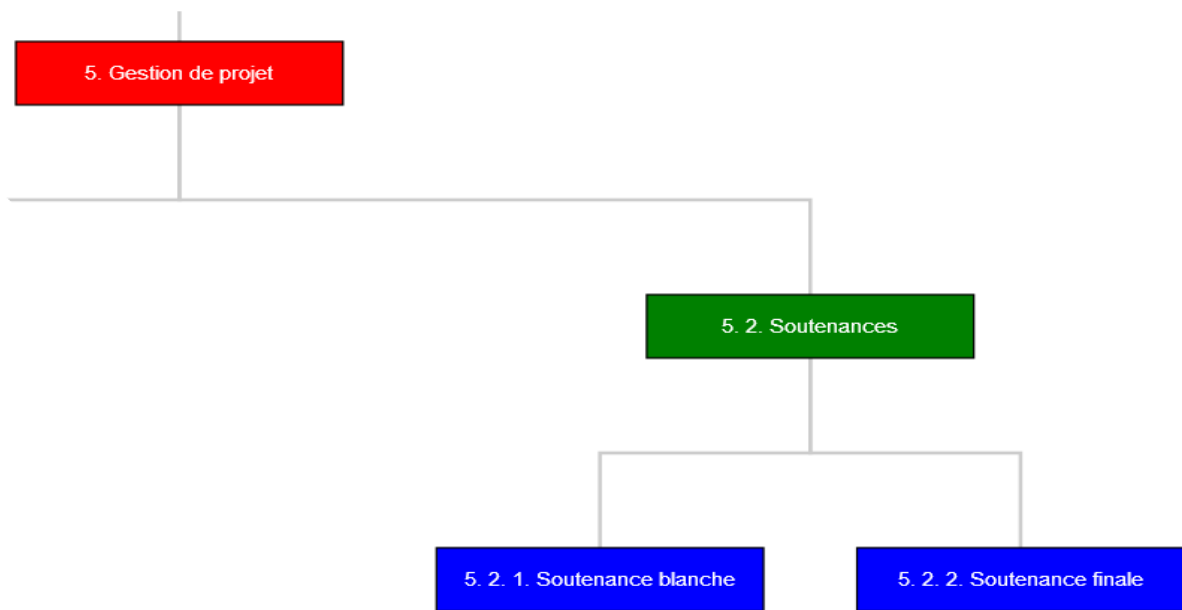 5. Gestion de projet
5. 2. Soutenances
5. 2. 1. Soutenance blanche
5. 2. 2. Soutenance finale